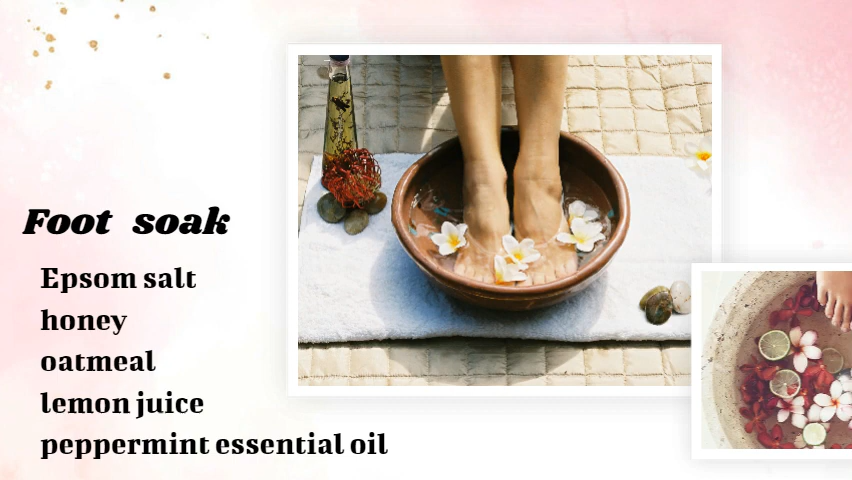 Foot soak
Epsom salt
honey
oatmeal
lemon juice
peppermint essential oil